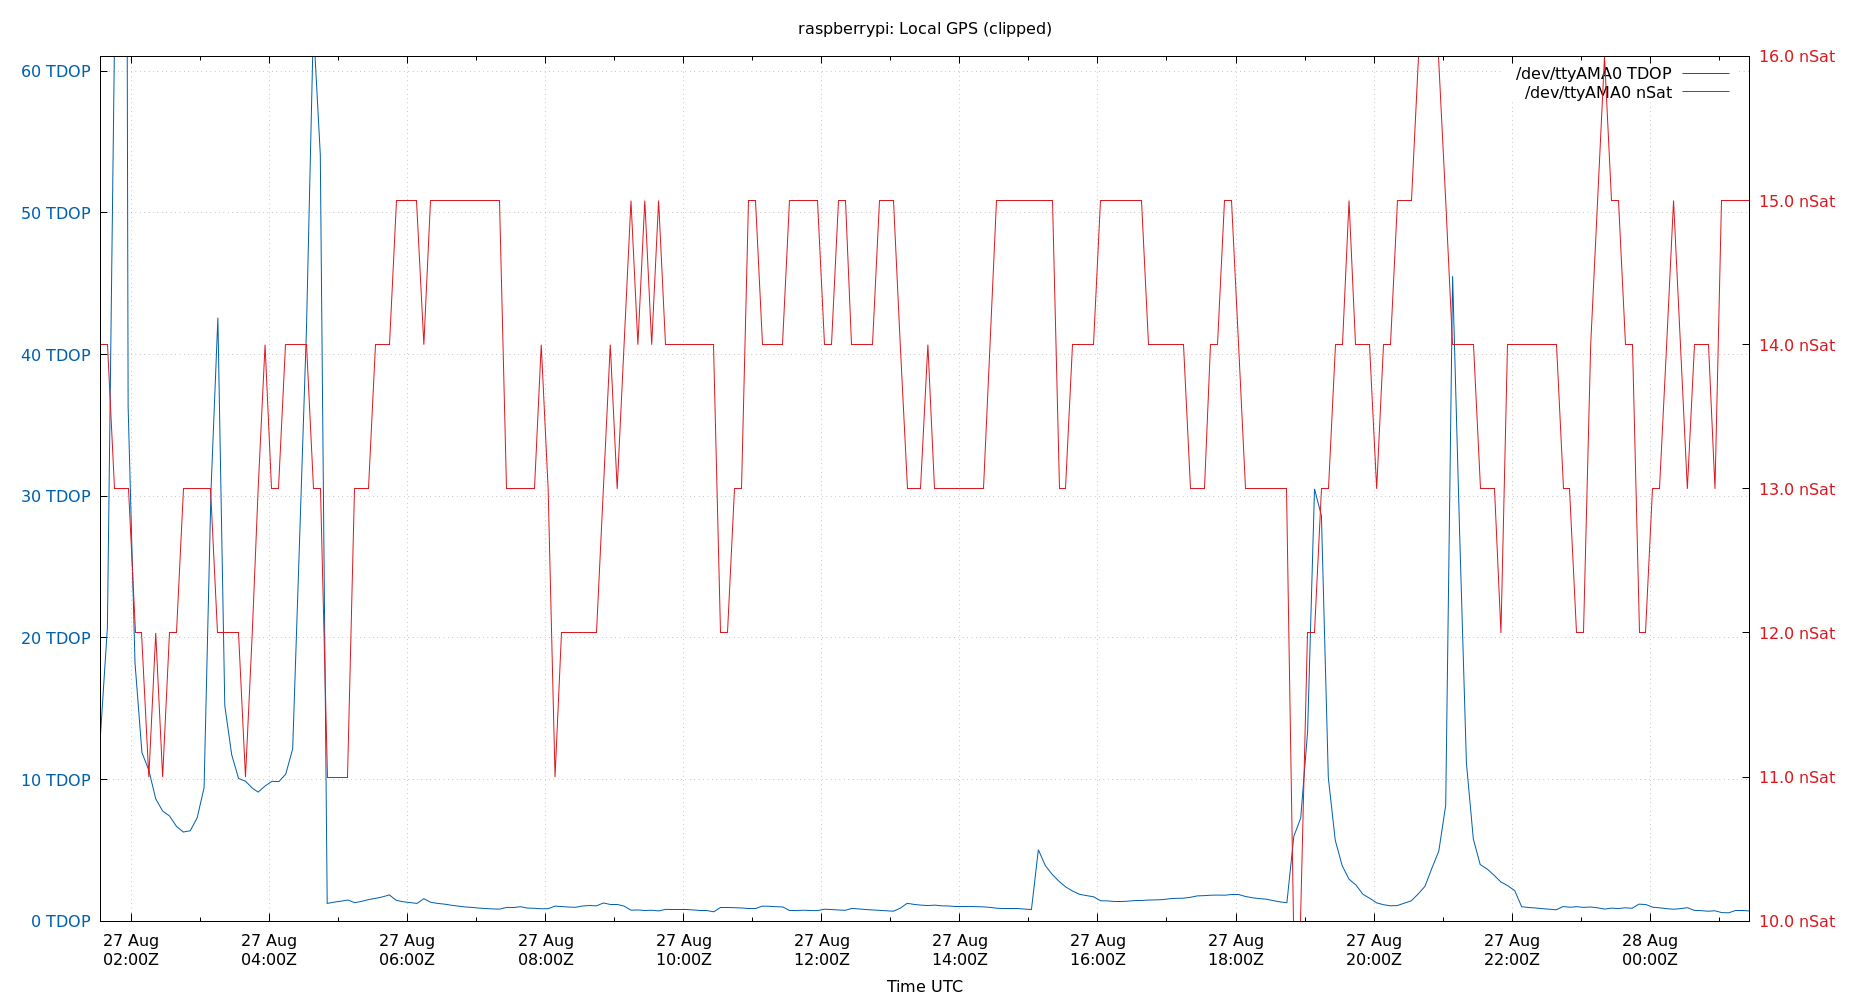 raspberrypi: Local GPS (clipped)
60 TDOP
50 TDOP
40 TDOP
30 TDOP
20 TDOP
10 TDOP
0 TDOP
16.0 nSat
15.0 nSat
14.0 nSat
13.0 nSat
12.0 nSat
11.0 nSat
10.0 nSat
/dev/ttyAMA0 TDOP
/dev/ttyAMA0 nSat
27 Aug
02:00Z
27 Aug
04:00Z
27 Aug
06:00Z
27 Aug
08:00Z
27 Aug
10:00Z
27 Aug
12:00Z
27 Aug
14:00Z
27 Aug
16:00Z
27 Aug
18:00Z
27 Aug
20:00Z
27 Aug
22:00Z
28 Aug
00:00Z
Time UTC